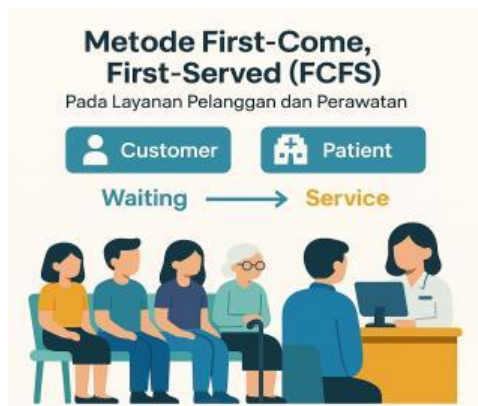 Metode First-Come,
First-Served (FCFS)
Pada Layanan Pelanggan dan Perawatan
Customer
Patient
Waiting
Service